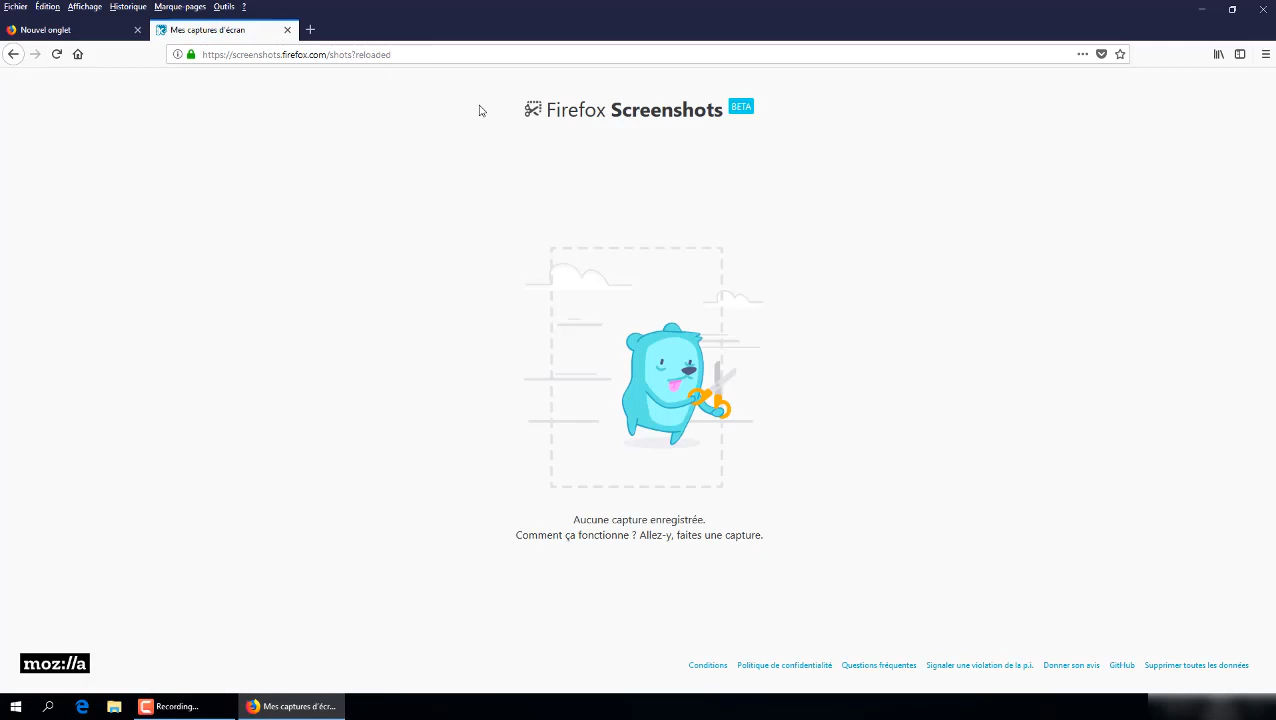 Fichier Édition Affichage Historique Marque-pages Outils ?
Nouvel onglet
Mes captures d'écran
https://screenshots.firefox.com/shots?reloaded
Firefox Screenshots BETA
Aucune capture enregistrée.
Comment ça fonctionne ? Allez-y, faites une capture.
moz://a
Conditions Politique de confidentialité Questions fréquentes Signaler une violation de la p.i. Donner son avis GitHub Supprimer toutes les données
Recording...
Mes captures d'écr...